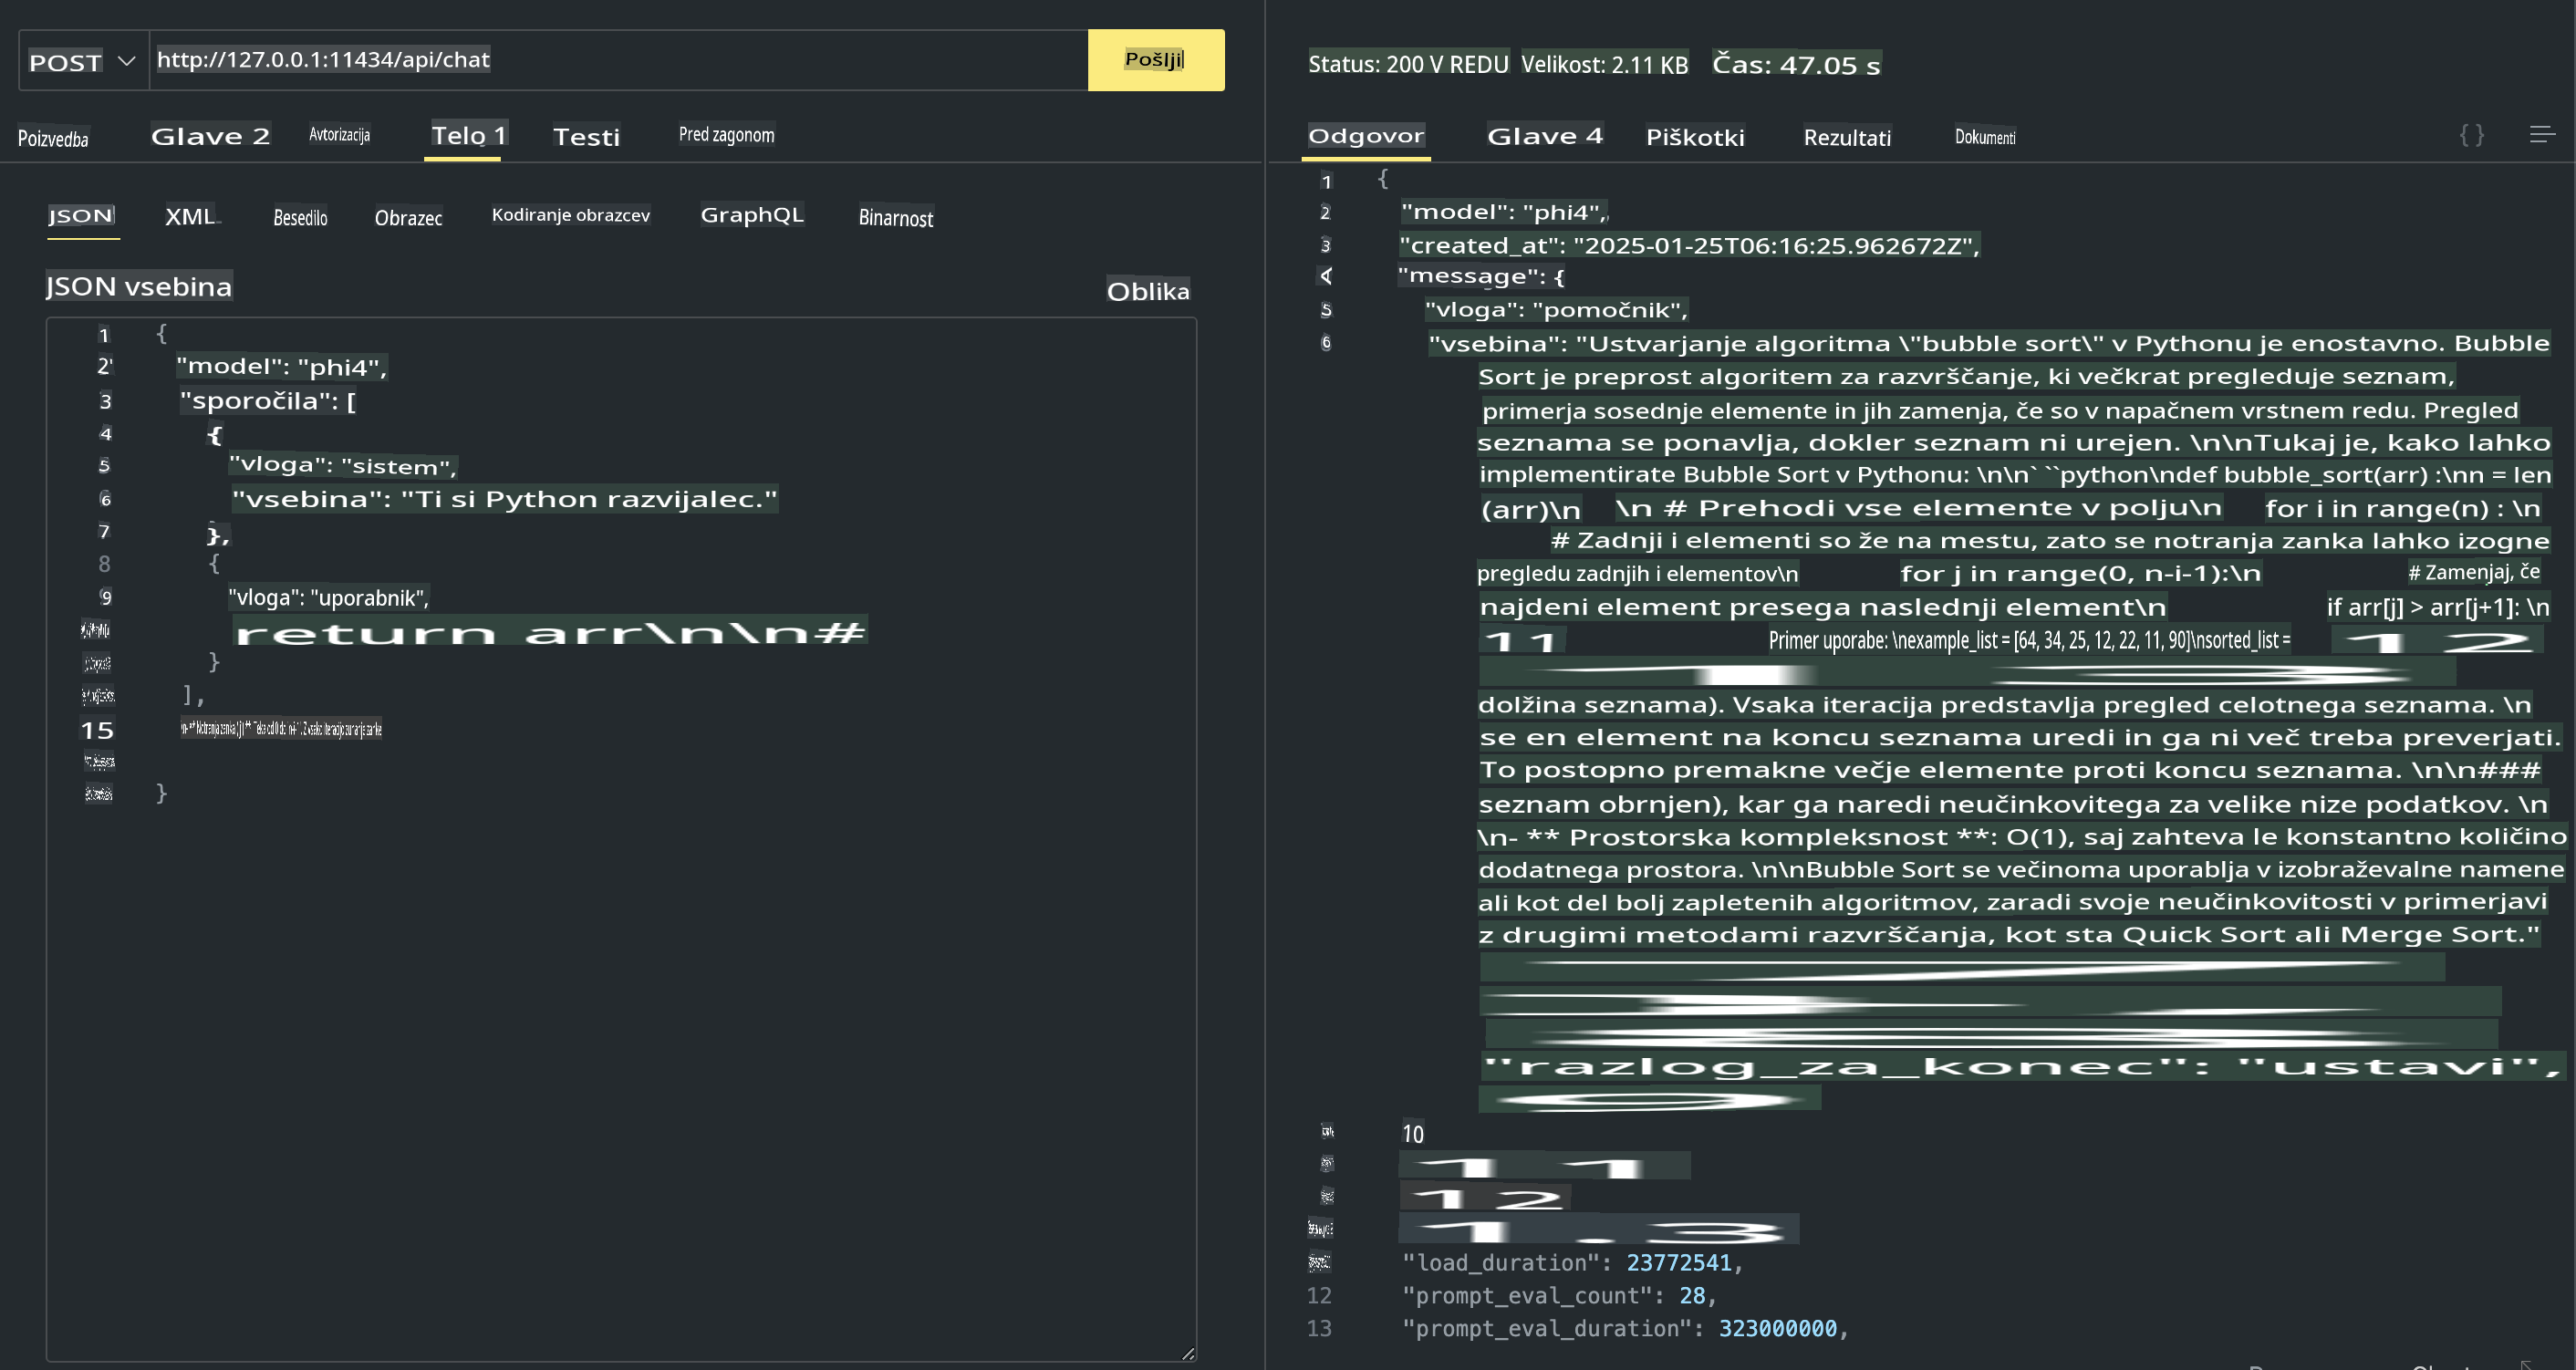 POST http://127.0.0.1:11434/api/chat Pošlji
Poizvedba Glave 2 Avtorizacija Telo 1 Testi Pred zagonom
JSON XML Besedilo Obrazec Kodiranje obrazcev GraphQL Binarnost
JSON vsebina Oblika
1 {
2 "model": "phi4",
3 "sporočila": [
4 {
5 "vloga": "sistem",
6 "vsebina": "Ti si Python razvijalec."
7 },
8 {
9 "vloga": "uporabnik",
return arr\n\n#
}
],
15
}
Status: 200 V REDU Velikost: 2.11 KB Čas: 47.05 s
Odgovor Glave 4 Piškotki Rezultati Dokumenti { }
1 {
2 "model": "phi4",
3 "created_at": "2025-01-25T06:16:25.962672Z",
4 "message": {
5 "vloga": "pomočnik",
6 "vsebina": "Ustvarjanje algoritma \"bubble sort\" v Pythonu je enostavno. Bubble
Sort je preprost algoritem za razvrščanje, ki večkrat pregleduje seznam,
primerja sosednje elemente in jih zamenja, če so v napačnem vrstnem redu. Pregled
seznama se ponavlja, dokler seznam ni urejen. \n\nTukaj je, kako lahko
implementirate Bubble Sort v Pythonu: \n\n` ``python\ndef bubble_sort(arr) :\nn = len
(arr)\n \n # Prehodi vse elemente v polju\n for i in range(n) : \n
# Zadnji i elementi so že na mestu, zato se notranja zanka lahko izogne
pregledu zadnjih i elementov\n for j in range(0, n-i-1):\n # Zamenjaj, če
najdeni element presega naslednji element\n if arr[j] > arr[j+1]: \n
11 Primer uporabe: \nexample_list = [64, 34, 25, 12, 22, 11, 90]\nsorted_list = 12
dolžina seznama). Vsaka iteracija predstavlja pregled celotnega seznama. \n
se en element na koncu seznama uredi in ga ni več treba preverjati.
To postopno premakne večje elemente proti koncu seznama. \n\n###
seznam obrnjen), kar ga naredi neučinkovitega za velike nize podatkov. \n
\n- ** Prostorska kompleksnost **: O(1), saj zahteva le konstantno količino
dodatnega prostora. \n\nBubble Sort se večinoma uporablja v izobraževalne namene
ali kot del bolj zapletenih algoritmov, zaradi svoje neučinkovitosti v primerjavi
z drugimi metodami razvrščanja, kot sta Quick Sort ali Merge Sort."
"razlog_za_konec": "ustavi",
10
11
12
1.3
"load_duration": 23772541,
12 "prompt_eval_count": 28,
13 "prompt_eval_duration": 323000000,